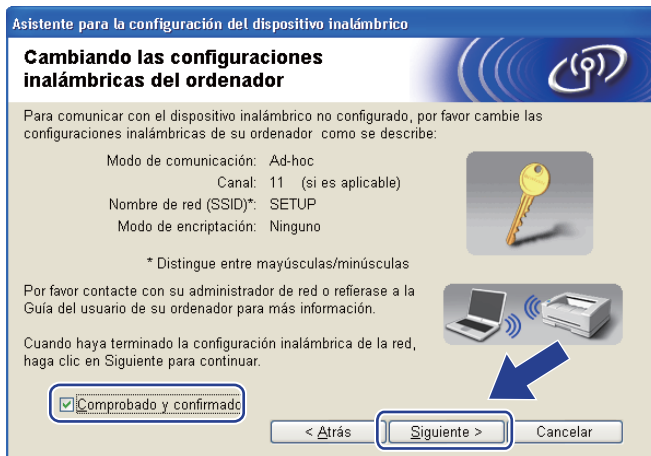 Asistente para la configuración del dispositivo inalámbrico
Cambiando las configuraciones
inalámbricas del ordenador
Para comunicar con el dispositivo inalámbrico no configurado, por favor cambie las
configuraciones inalámbricas de su ordenador como se describe:
Modo de comunicación: Ad-hoc
Canal: 11 (si es aplicable)
Nombre de red (SSID)*: SETUP
Modo de encriptación: Ninguno
* Distingue entre mayúsculas/minúsculas
Por favor contacte con su administrador de red o refierase a la
Guía del usuario de su ordenador para más información.
Cuando haya terminado la configuración inalámbrica de la red,
haga clic en Siguiente para continuar.
Comprobado y confirmado
< Atrás Siguiente > Cancelar